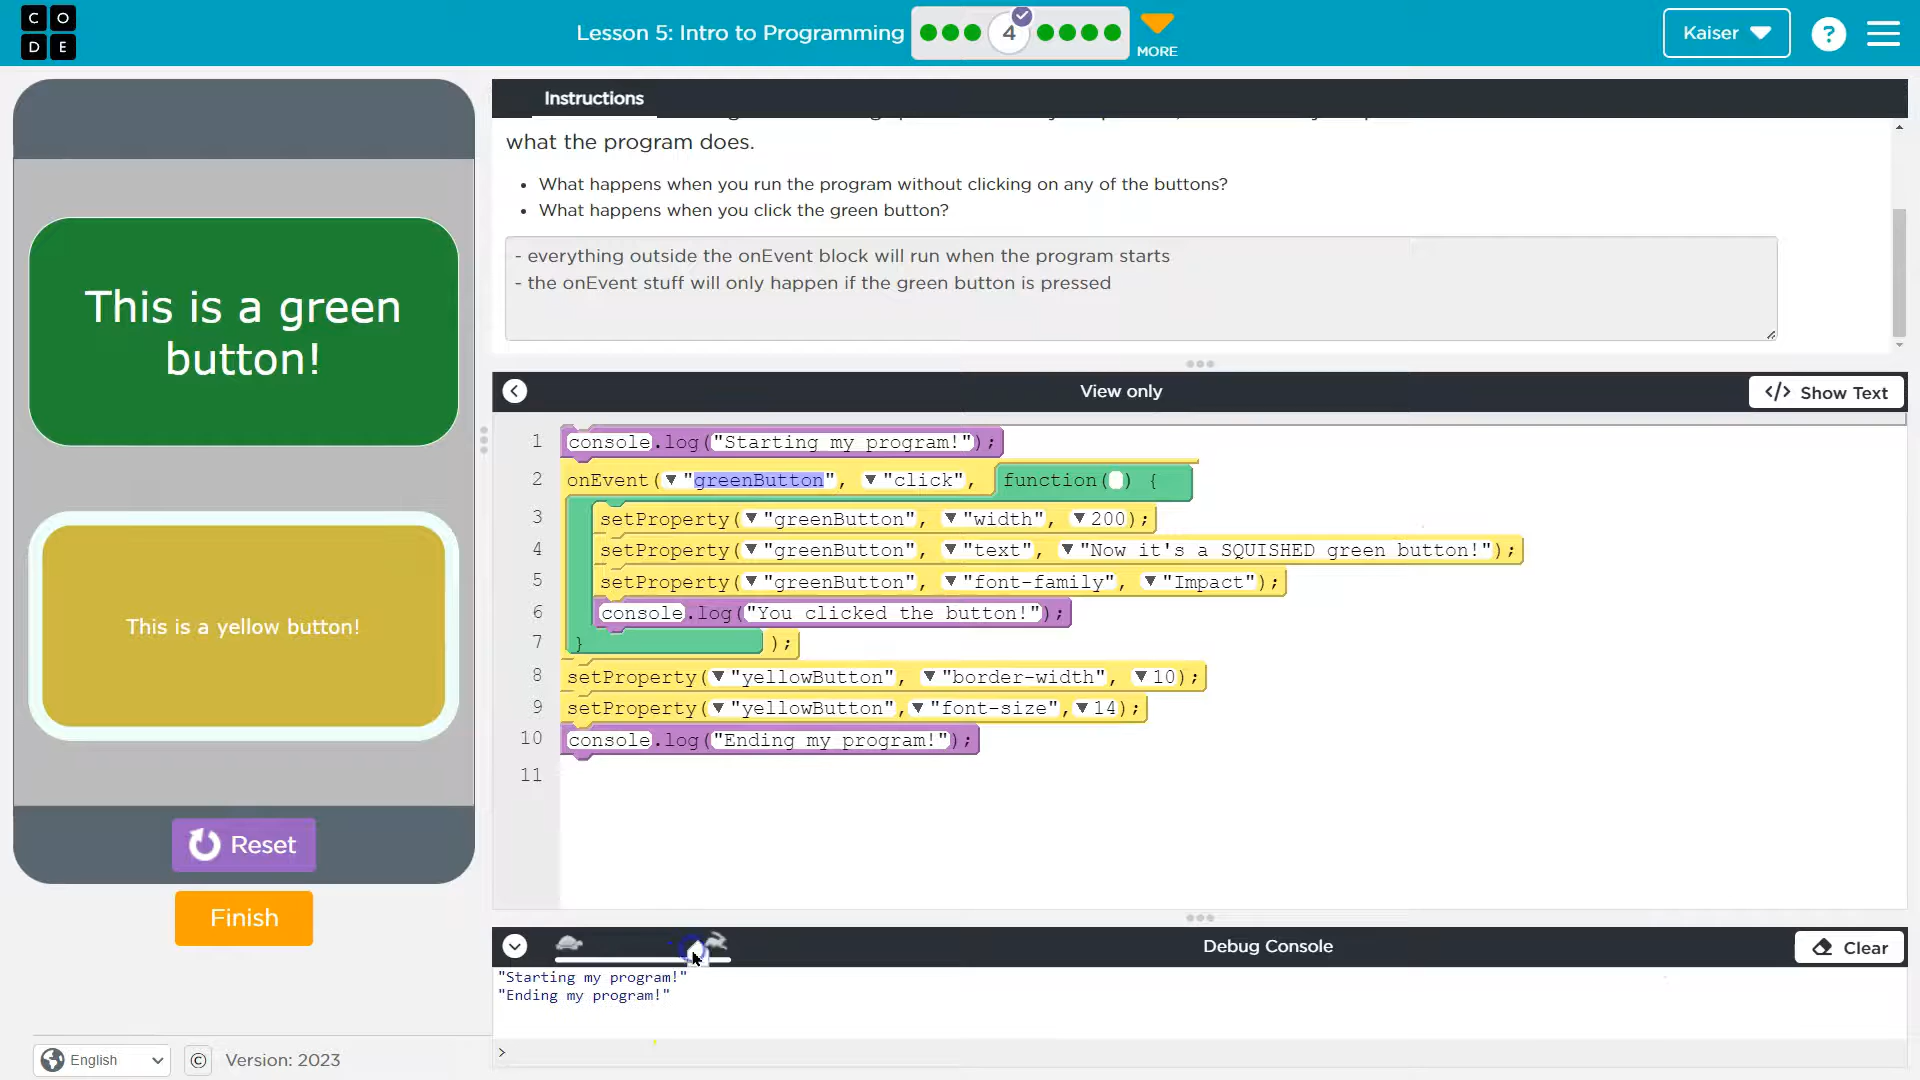 C O
D E
Lesson 5: Intro to Programming
4
MORE
Kaiser
?
Instructions
what the program does.
• What happens when you run the program without clicking on any of the buttons?
• What happens when you click the green button?
- everything outside the onEvent block will run when the program starts
- the onEvent stuff will only happen if the green button is pressed
This is a green
button!
This is a yellow button!
Reset
Finish
View only
</> Show Text
1 console.log("Starting my program!");
2 onEvent(▼"greenButton", ▼"click", function() {
3 setProperty(▼"greenButton", ▼"width", ▼200);
4 setProperty(▼"greenButton", ▼"text", ▼"Now it's a SQUISHED green button!");
5 setProperty(▼"greenButton", ▼"font-family", ▼"Impact");
6 console.log("You clicked the button!");
7 } );
8 setProperty(▼"yellowButton", ▼"border-width", ▼10);
9 setProperty(▼"yellowButton",▼"font-size",▼14);
10 console.log("Ending my program!");
11
Debug Console
Clear
"Starting my program!"
"Ending my program!"
>
English
©
Version: 2023